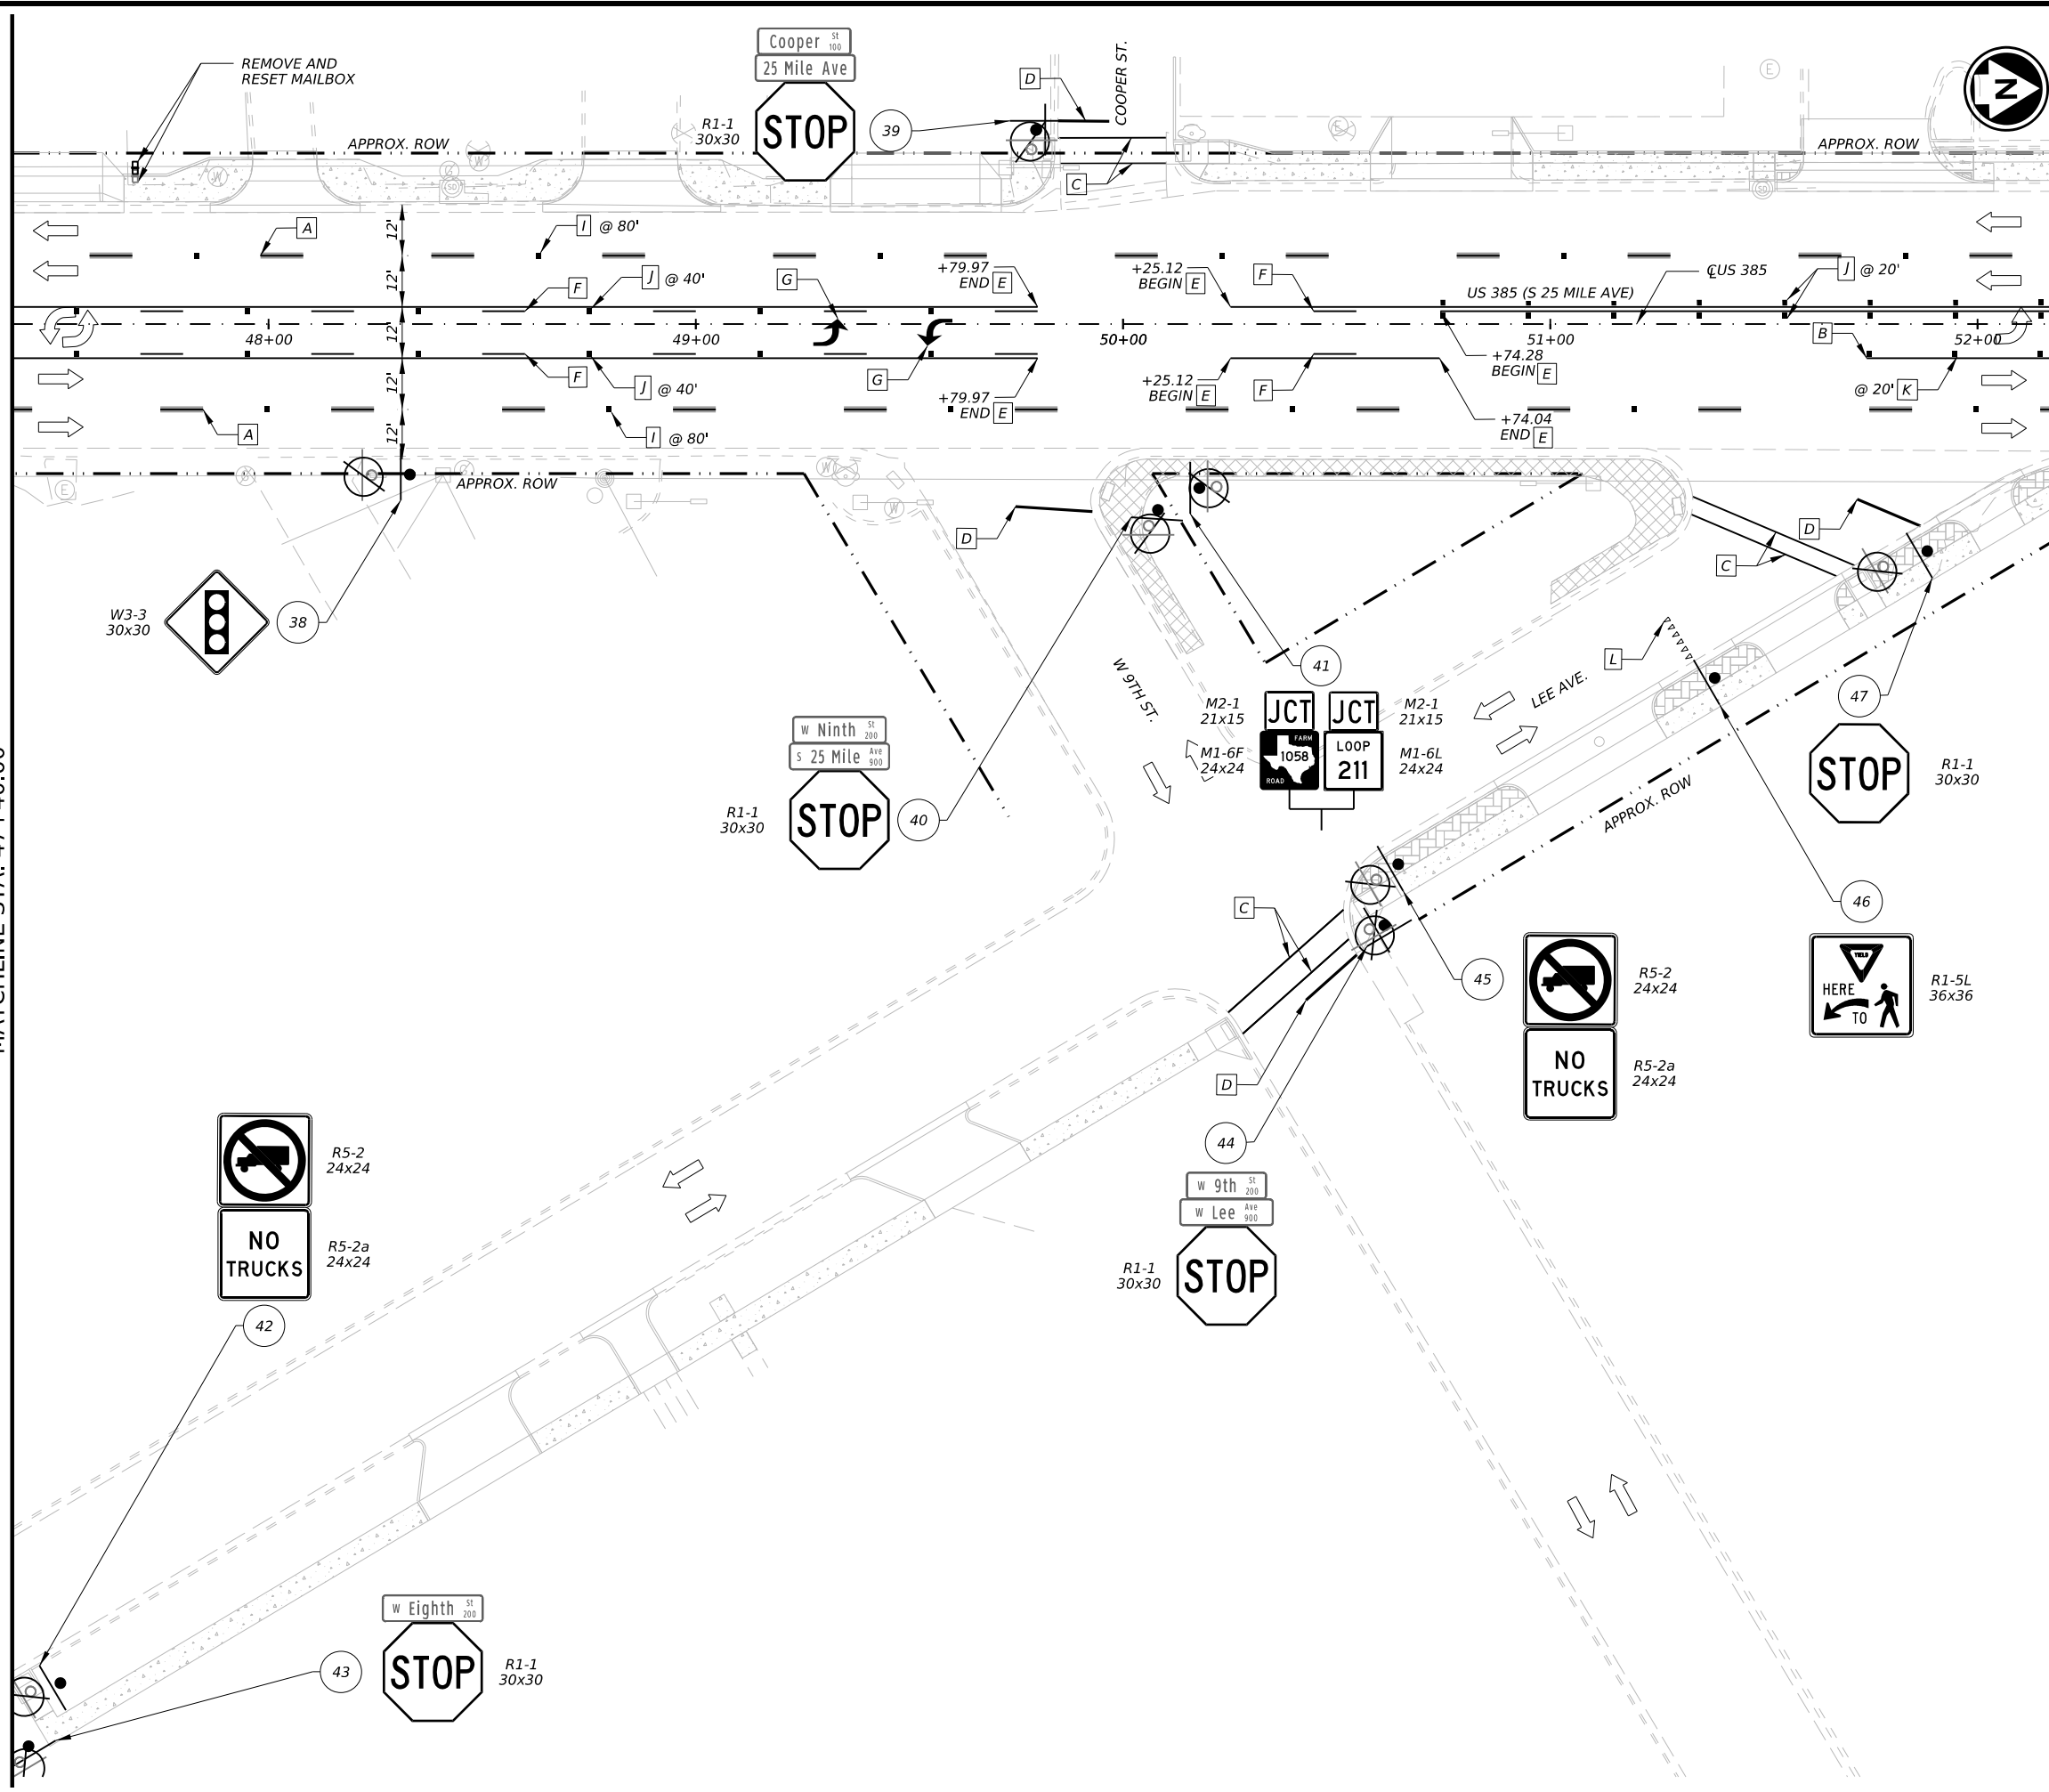 REMOVE AND
RESET MAILBOX
Cooper St 100
25 Mile Ave
STOP
R1-1
30x30
39
D
COOPER ST.
C
E
N
APPROX. ROW
APPROX. ROW
W
G
SD
W
E
SD
A
I @ 80'
12'
J @ 40'
F
G
+79.97
END E
+25.12
BEGIN E
F
US 385 (S 25 MILE AVE)
CL US 385
J @ 20'
12'
12'
48+00
49+00
50+00
51+00
52+00
+74.28
BEGIN E
B
@ 20' K
F
J @ 40'
G
+79.97
END E
+25.12
BEGIN E
F
+74.04
END E
12'
12'
A
I @ 80'
E
APPROX. ROW
W
W
D
D
C
W3-3
30x30
38
L
41
47
STOP
R1-1
30x30
W 9TH ST.
LEE AVE.
M2-1
21x15
JCT
JCT
M2-1
21x15
M1-6F
24x24
FARM
1058
ROAD
LOOP
211
M1-6L
24x24
W Ninth St 200
S 25 Mile Ave 900
STOP
R1-1
30x30
40
APPROX. ROW
C
46
45
R5-2
24x24
NO
TRUCKS
R5-2a
24x24
YIELD
HERE
TO
R1-5L
36x36
D
44
W 9th St 200
W Lee Ave 900
STOP
R1-1
30x30
R5-2
24x24
NO
TRUCKS
R5-2a
24x24
42
43
W Eighth St 200
STOP
R1-1
30x30